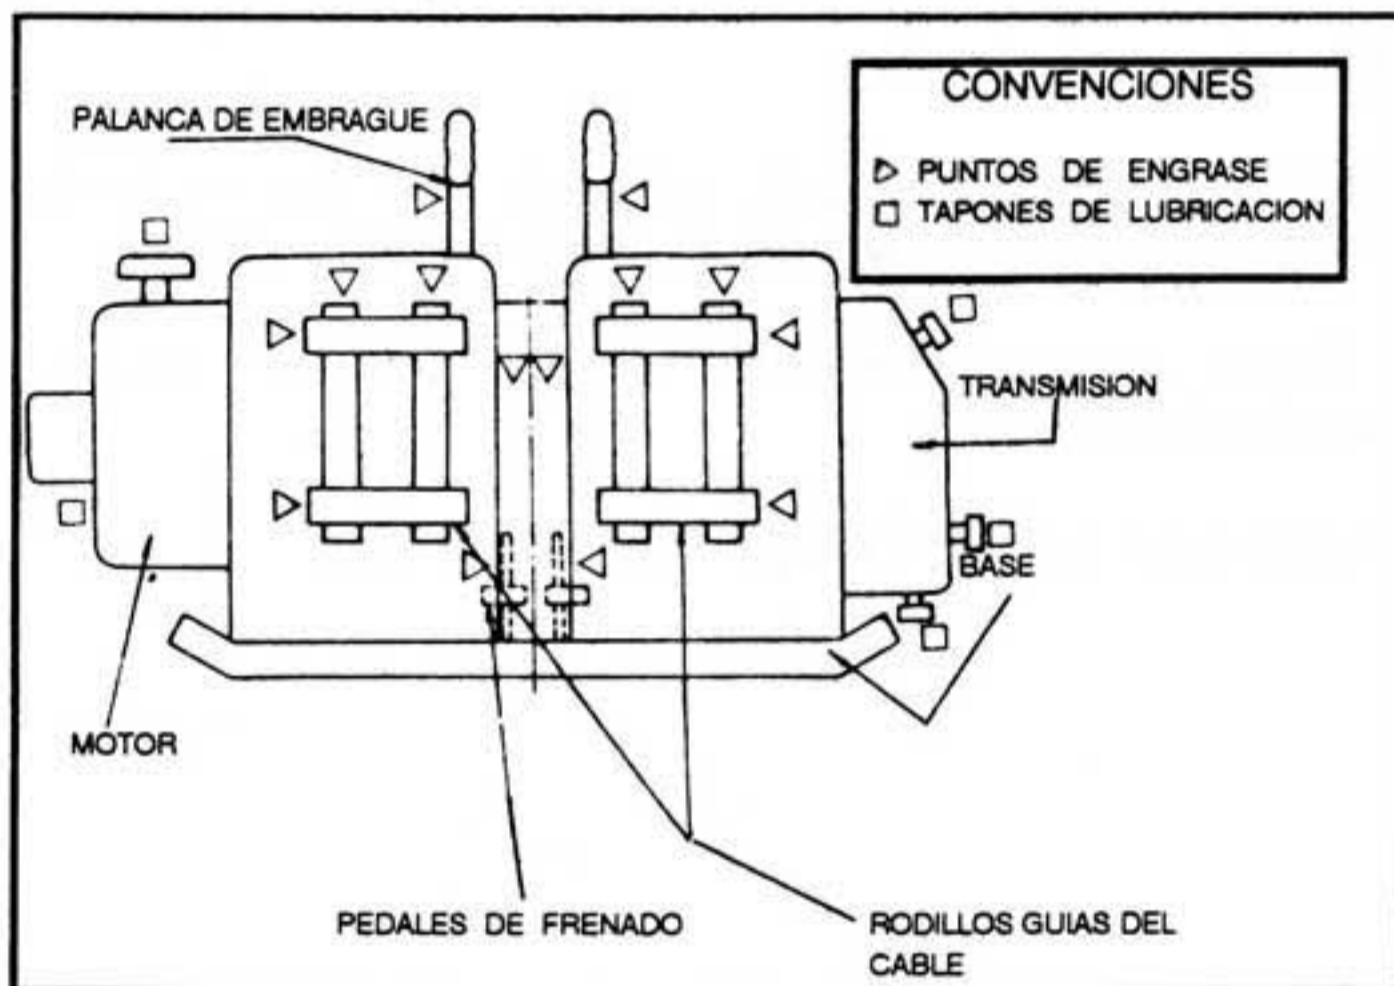 CONVENCIONES
PALANCA DE EMBRAGUE
PUNTOS DE ENGRASE
TAPONES DE LUBRICACION
TRANSMISION
BASE
MOTOR
PEDALES DE FRENADO
RODILLOS GUIAS DEL
CABLE